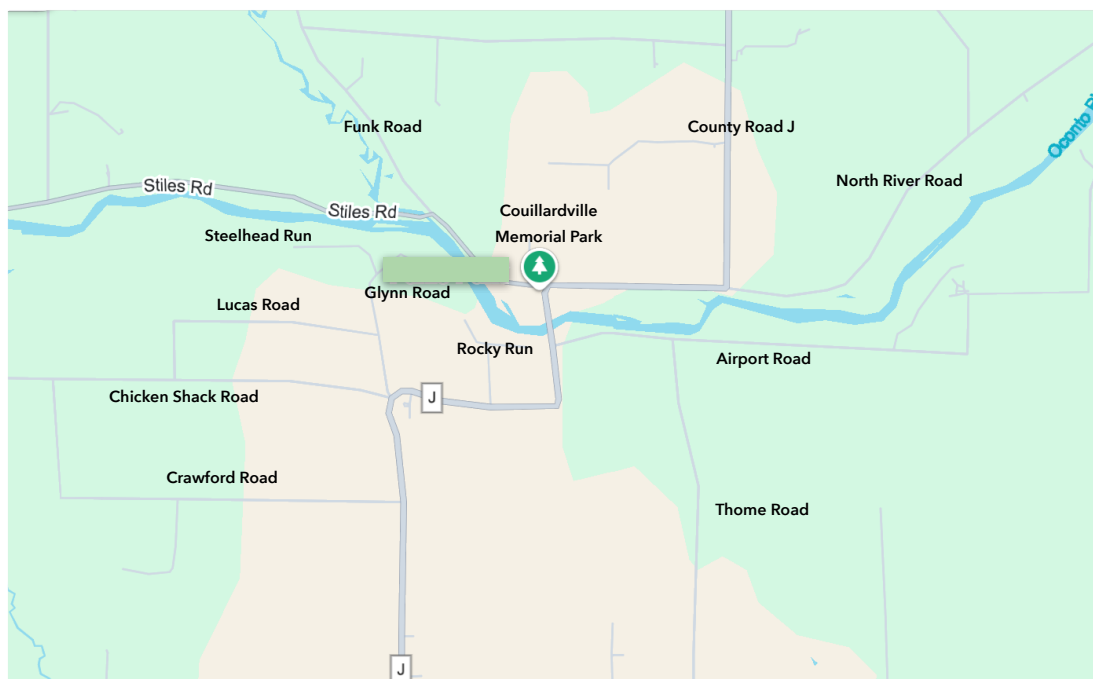 Oconto
Funk Road
County Road J
Stiles Rd
North River Road
Stiles Rd
Couillardville
Memorial Park
Steelhead Run
Glynn Road
Lucas Road
Rocky Run
Airport Road
Chicken Shack Road
J
Crawford Road
Thome Road
J